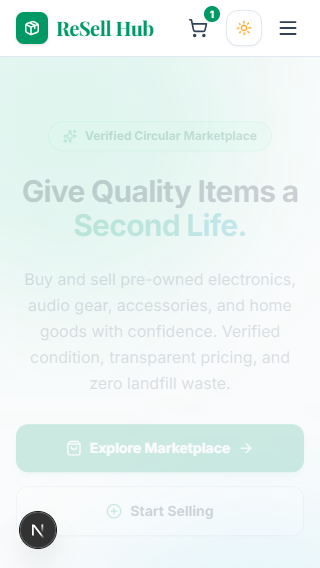 ReSell Hub
1
Verified Circular Marketplace
Give Quality Items a
Second Life.
Buy and sell pre-owned electronics,
audio gear, accessories, and home
goods with confidence. Verified
condition, transparent pricing, and
zero landfill waste.
Explore Marketplace
Start Selling
N